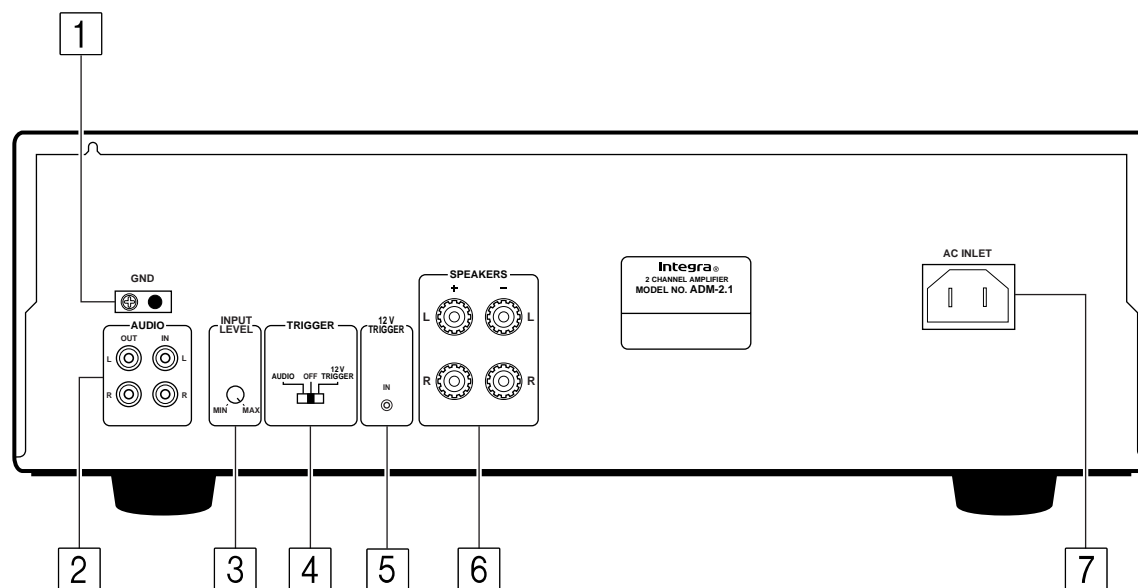 1
GND
AUDIO
OUT IN
L L
R R
INPUT
LEVEL
MIN MAX
TRIGGER
AUDIO OFF 12 V
TRIGGER
12 V
TRIGGER
IN
SPEAKERS
+ −
L L
R R
Integra®
2 CHANNEL AMPLIFIER
MODEL NO. ADM-2.1
AC INLET
2 3 4 5 6 7